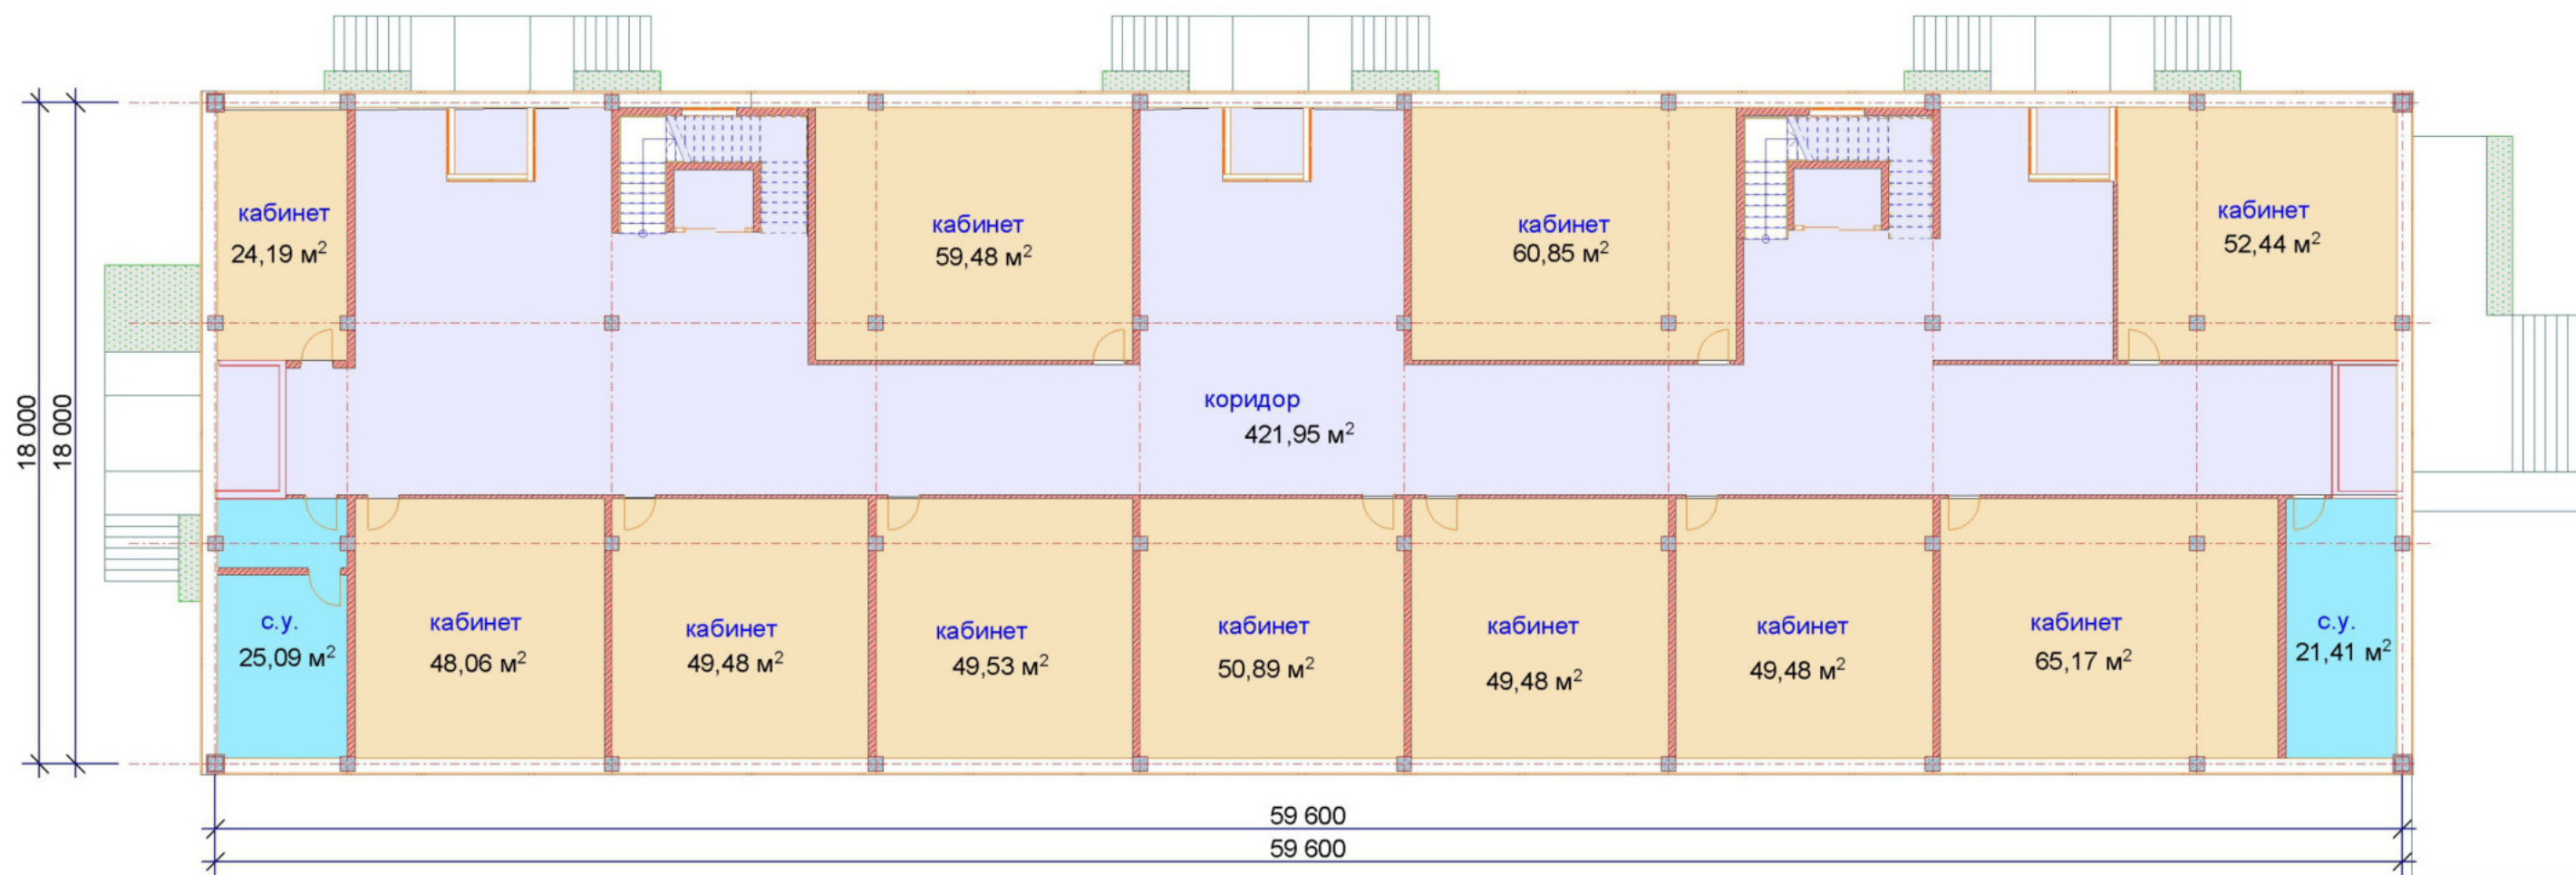 кабинет
24,19 м²
кабинет
59,48 м²
кабинет
60,85 м²
кабинет
52,44 м²
коридор
421,95 м²
18 000
18 000
с.у.
25,09 м²
кабинет
48,06 м²
кабинет
49,48 м²
кабинет
49,53 м²
кабинет
50,89 м²
кабинет
49,48 м²
кабинет
49,48 м²
кабинет
65,17 м²
с.у.
21,41 м²
59 600
59 600